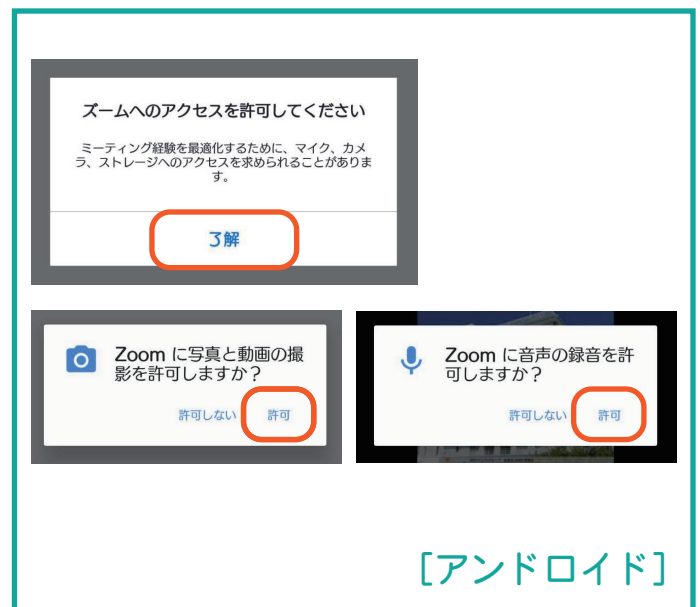 ズームへのアクセスを許可してください
ミーティング経験を最適化するために、マイク、カメ
ラ、ストレージへのアクセスを求められることがありま
す。
了解
Zoom に写真と動画の撮
影を許可しますか？
許可しない 許可
Zoom に音声の録音を許
可しますか？
許可しない 許可
[アンドロイド]